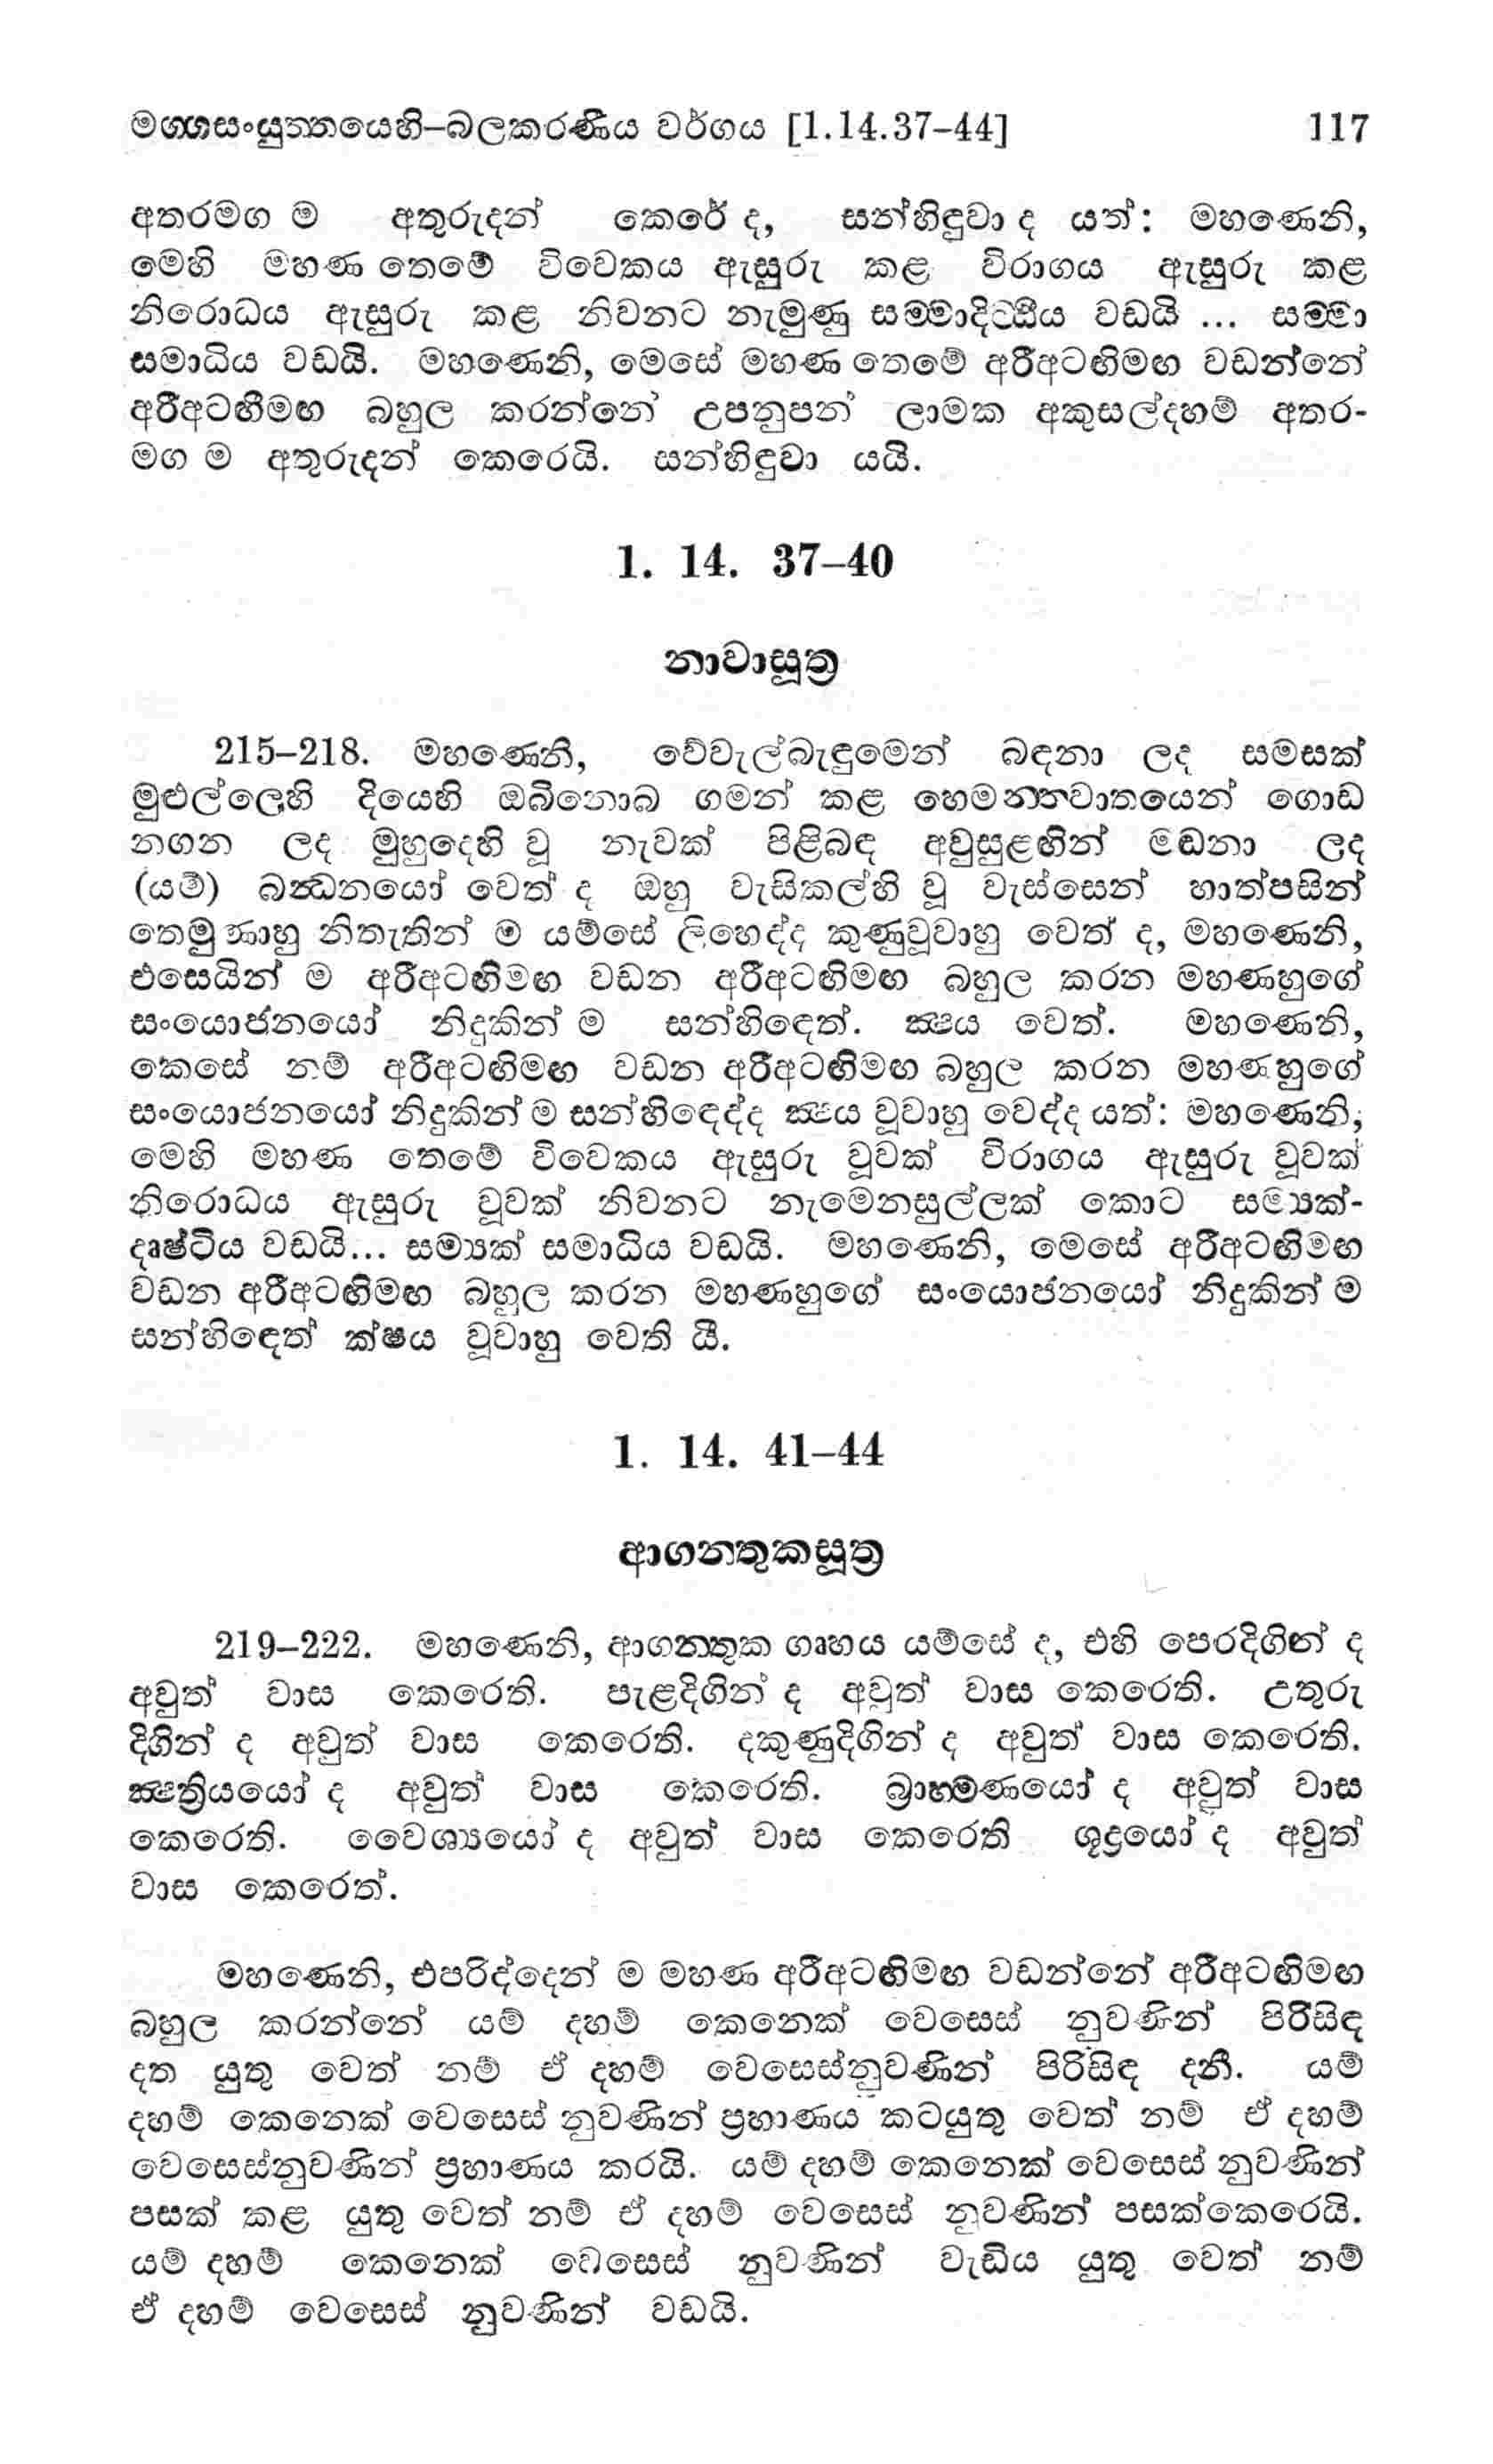 මග්ගසංයුත්තයෙහි–බලකරණීය වර්ගය [1.14.37–44] 117
අතරමග ම අතුරුදන් කෙරේ ද, සන්හිඳුවා ද යත්: මහණෙනි,
මෙහි මහණ තෙමේ විවෙකය ඇසුරු කළ විරාගය ඇසුරු කළ
නිරොධය ඇසුරු කළ නිවනට නැමුණු සම්මාදිට්ඨිය වඩයි ... සම්මා
සමාධිය වඩයි. මහණෙනි, මෙසේ මහණ තෙමේ අරිඅටඟිමඟ වඩන්නේ
අරිඅටඟිමඟ බහුල කරන්නේ උපනුපන් ලාමක අකුසල්දහම් අතර-
මග ම අතුරුදන් කෙරෙයි. සන්හිඳුවා යයි.
1. 14. 37–40
නාවාසූත්‍ර
215–218. මහණෙනි, වේවැල්බැඳුමෙන් බඳනා ලද සමසක්
මුළුල්ලෙහි දියෙහි ඔබිනොබ ගමන් කළ හෙමන්තවාතයෙන් ගොඩ
නගන ලද මුහුදෙහි වූ නැවක් පිළිබඳ අවුසුළඟින් මඬනා ලද
(යම්) බන්ධනයෝ වෙත් ද ඔහු වැසිකල්හි වූ වැස්සෙන් හාත්පසින්
තෙමුණාහු නිතැතින් ම යම්සේ ලිහෙද්ද කුණුවූවාහු වෙත් ද, මහණෙනි,
එසෙයින් ම අරිඅටඟිමඟ වඩන අරිඅටඟිමඟ බහුල කරන මහණහුගේ
සංයොජනයෝ නිදුකින් ම සන්හිඳෙත්. ක්‍ෂය වෙත්. මහණෙනි,
කෙසේ නම් අරිඅටඟිමඟ වඩන අරිඅටඟිමඟ බහුල කරන මහණහුගේ
සංයොජනයෝ නිදුකින් ම සන්හිඳෙද්ද ක්‍ෂය වූවාහු වෙද්ද යත්: මහණෙනි,
මෙහි මහණ තෙමේ විවෙකය ඇසුරු වූවක් විරාගය ඇසුරු වූවක්
නිරොධය ඇසුරු වූවක් නිවනට නැමෙනසුල්ලක් කොට සම්‍යක්-
දෘෂ්ටිය වඩයි... සම්‍යක් සමාධිය වඩයි. මහණෙනි, මෙසේ අරිඅටඟිමඟ
වඩන අරිඅටඟිමඟ බහුල කරන මහණහුගේ සංයොජනයෝ නිදුකින් ම
සන්හිඳෙත් ක්ෂය වූවාහු වෙති යි.
1. 14. 41–44
ආගන්තුකසූත්‍ර
219–222. මහණෙනි, ආගන්තුක ගෘහය යම්සේ ද, එහි පෙරදිගින් ද
අවුත් වාස කෙරෙති. පැළදිගින් ද අවුත් වාස කෙරෙති. උතුරු
දිගින් ද අවුත් වාස කෙරෙති. දකුණුදිගින් ද අවුත් වාස කෙරෙති.
ක්‍ෂත්‍රියයෝ ද අවුත් වාස කෙරෙති. බ්‍රාහ්මණයෝ ද අවුත් වාස
කෙරෙති. වෛශ්‍යයෝ ද අවුත් වාස කෙරෙති ශූද්‍රයෝ ද අවුත්
වාස කෙරෙත්.
මහණෙනි, එපරිද්දෙන් ම මහණ අරිඅටඟිමඟ වඩන්නේ අරිඅටඟිමඟ
බහුල කරන්නේ යම් දහම් කෙනෙක් වෙසෙස් නුවණින් පිරිසිඳ
දත යුතු වෙත් නම් ඒ දහම් වෙසෙස්නුවණින් පිරිසිඳ දනී. යම්
දහම් කෙනෙක් වෙසෙස් නුවණින් ප්‍රහාණය කටයුතු වෙත් නම් ඒ දහම්
වෙසෙස්නුවණින් ප්‍රහාණය කරයි. යම් දහම් කෙනෙක් වෙසෙස් නුවණින්
පසක් කළ යුතු වෙත් නම් ඒ දහම් වෙසෙස් නුවණින් පසක්කෙරෙයි.
යම් දහම් කෙනෙක් වෙසෙස් නුවණින් වැඩිය යුතු වෙත් නම්
ඒ දහම් වෙසෙස් නුවණින් වඩයි.